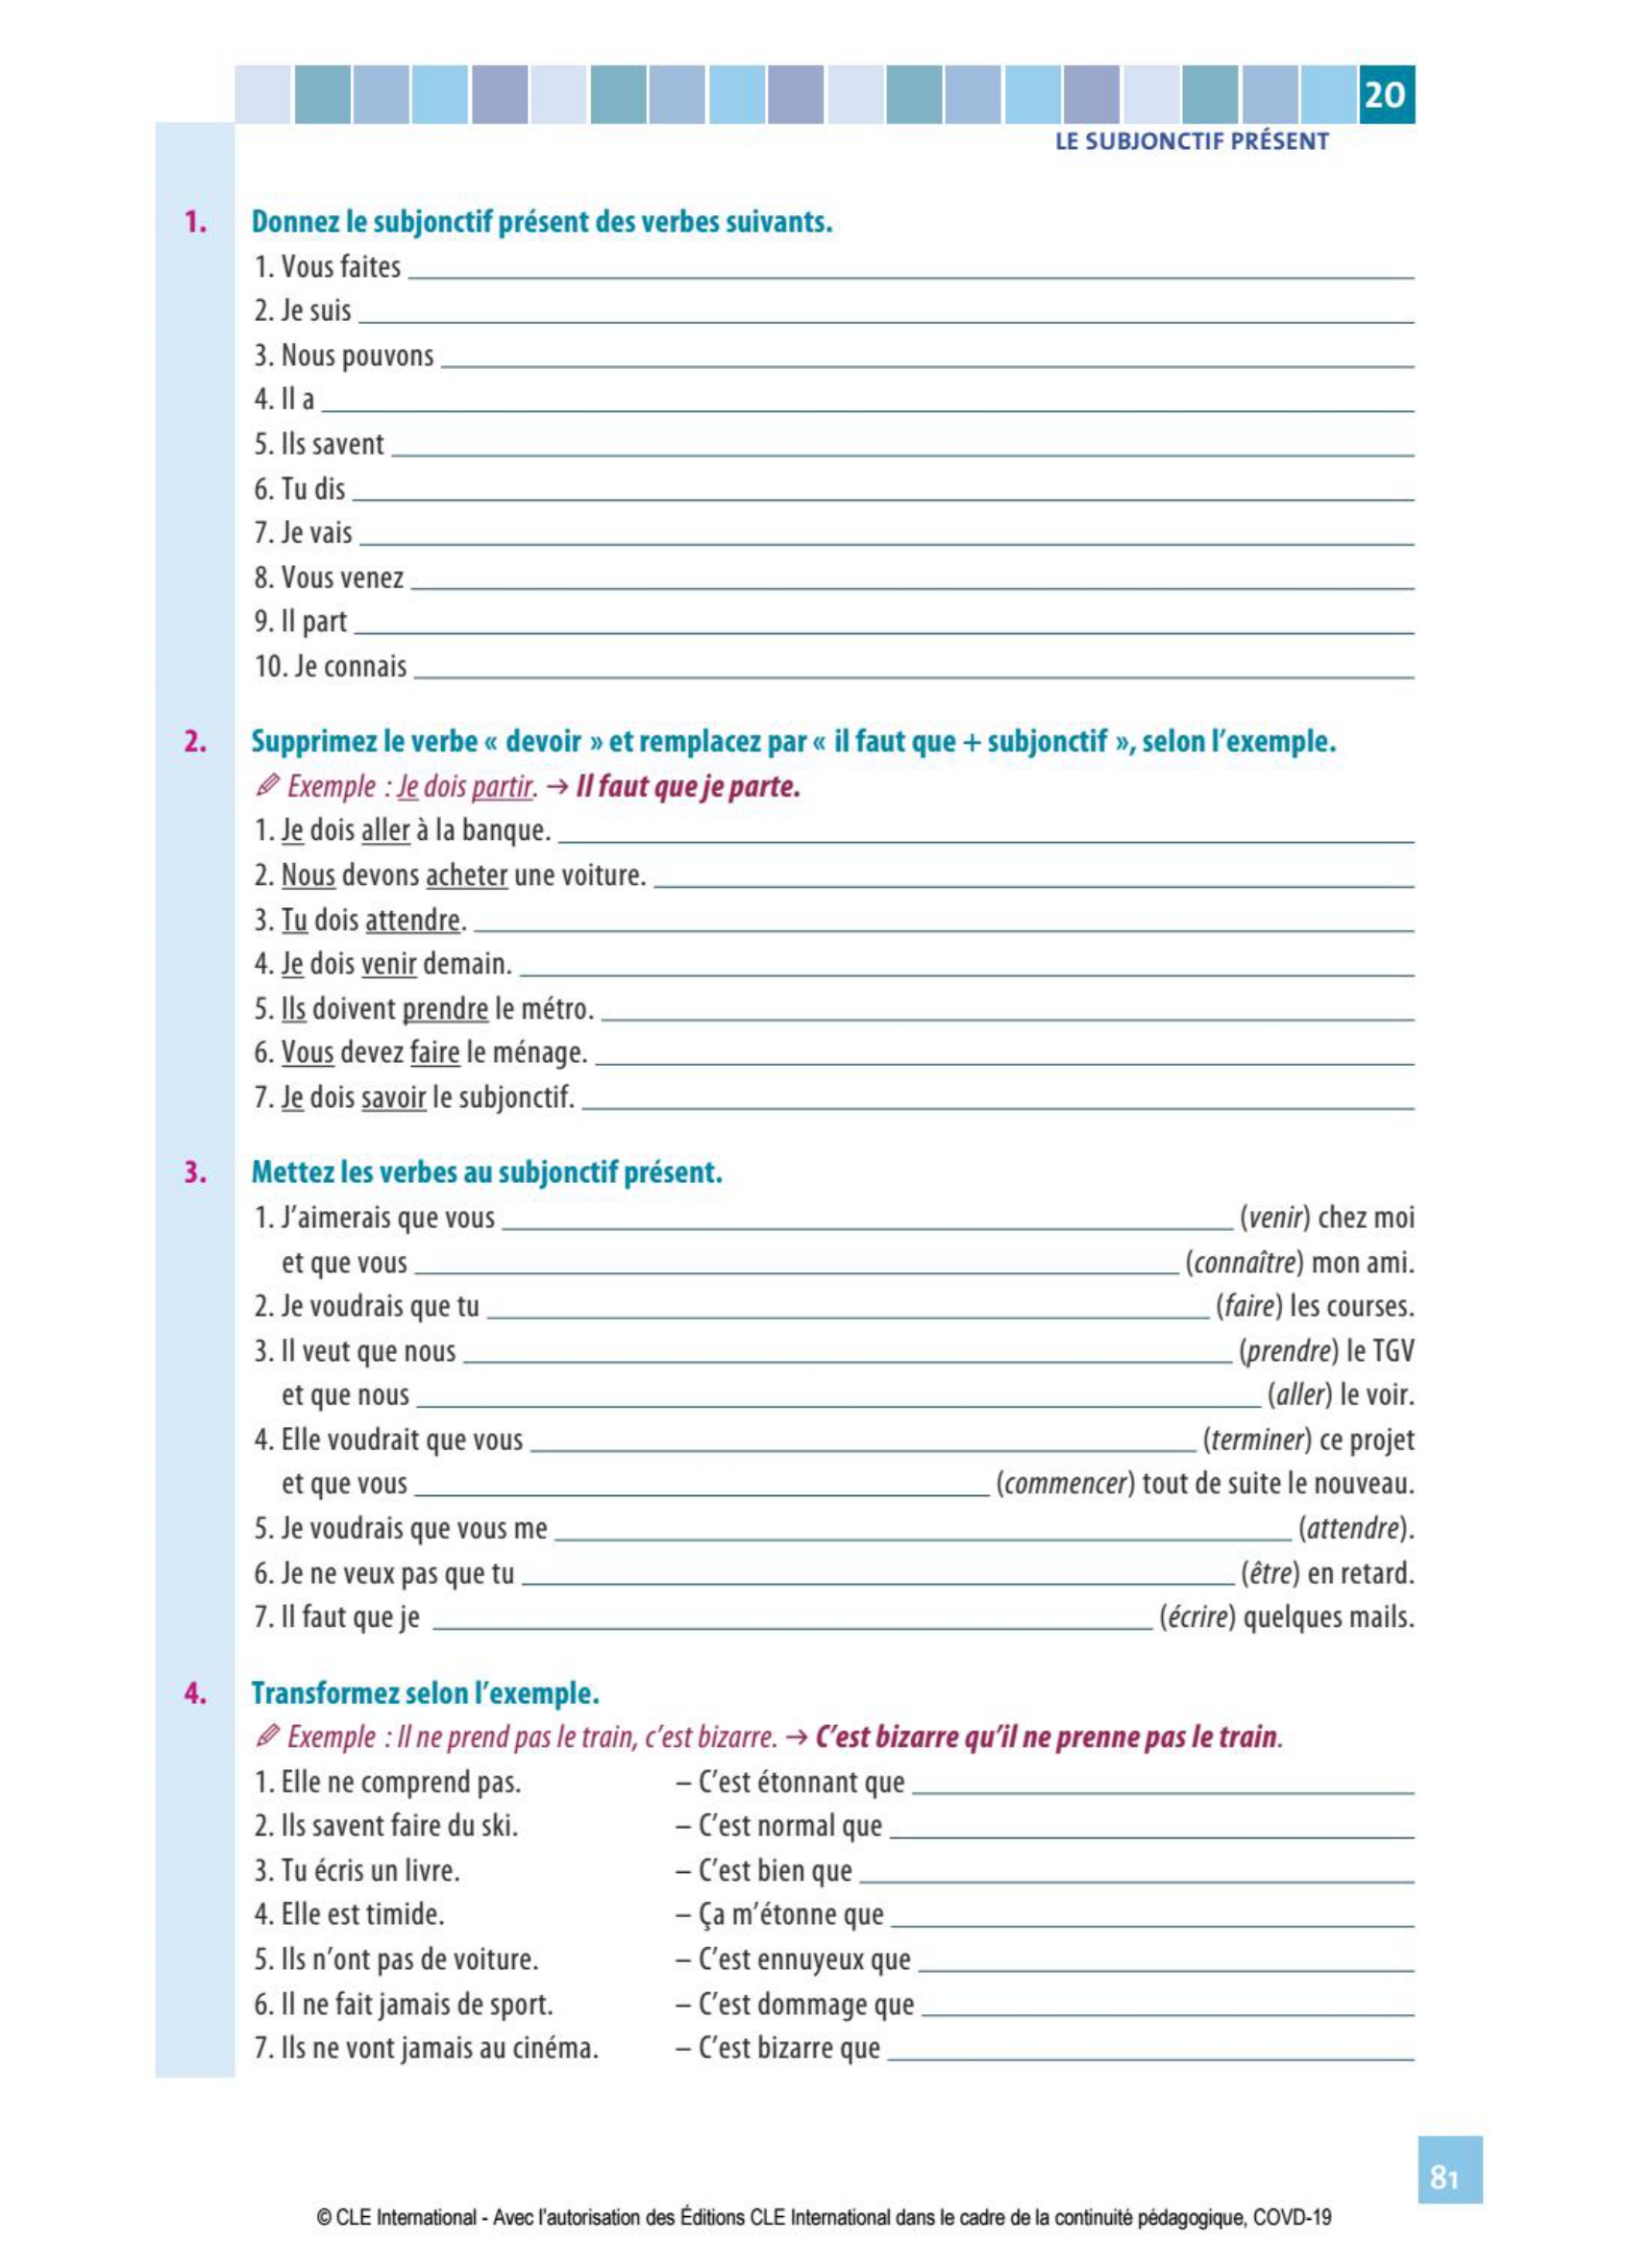 20
LE SUBJONCTIF PRÉSENT
1. Donnez le subjonctif présent des verbes suivants.
1. Vous faites
2. Je suis
3. Nous pouvons
4. Il a
5. Ils savent
6. Tu dis
7. Je vais
8. Vous venez
9. Il part
10. Je connais
2. Supprimez le verbe « devoir » et remplacez par « il faut que + subjonctif », selon l'exemple.
Exemple : Je dois partir. → Il faut que je parte.
1. Je dois aller à la banque.
2. Nous devons acheter une voiture.
3. Tu dois attendre.
4. Je dois venir demain.
5. Ils doivent prendre le métro.
6. Vous devez faire le ménage.
7. Je dois savoir le subjonctif.
3. Mettez les verbes au subjonctif présent.
1. J'aimerais que vous (venir) chez moi
et que vous (connaître) mon ami.
2. Je voudrais que tu (faire) les courses.
3. Il veut que nous (prendre) le TGV
et que nous (aller) le voir.
4. Elle voudrait que vous (terminer) ce projet
et que vous (commencer) tout de suite le nouveau.
5. Je voudrais que vous me (attendre).
6. Je ne veux pas que tu (être) en retard.
7. Il faut que je (écrire) quelques mails.
4. Transformez selon l'exemple.
Exemple : Il ne prend pas le train, c'est bizarre. → C'est bizarre qu'il ne prenne pas le train.
1. Elle ne comprend pas. – C'est étonnant que
2. Ils savent faire du ski. – C'est normal que
3. Tu écris un livre. – C'est bien que
4. Elle est timide. – Ça m'étonne que
5. Ils n'ont pas de voiture. – C'est ennuyeux que
6. Il ne fait jamais de sport. – C'est dommage que
7. Ils ne vont jamais au cinéma. – C'est bizarre que
81
© CLE International - Avec l'autorisation des Éditions CLE International dans le cadre de la continuité pédagogique, COVD-19